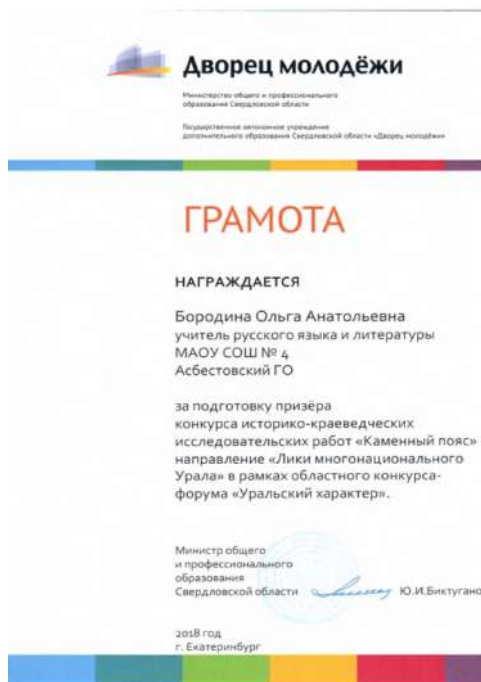 Дворец молодёжи
Министерство общего и профессионального
образования Свердловской области
Государственное автономное учреждение
дополнительного образования Свердловской области «Дворец молодёжи»
ГРАМОТА
НАГРАЖДАЕТСЯ
Бородина Ольга Анатольевна
учитель русского языка и литературы
МАОУ СОШ № 4
Асбестовский ГО
за подготовку призёра
конкурса историко-краеведческих
исследовательских работ «Каменный пояс»
направление «Лики многонационального
Урала» в рамках областного конкурса-
форума «Уральский характер».
Министр общего
и профессионального
образования
Свердловской области Ю.И.Биктугано
2018 год
г. Екатеринбург